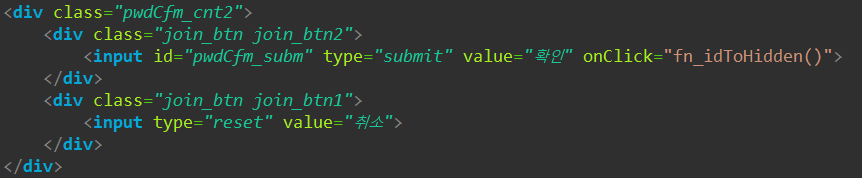 <div class="pwdCfm_cnt2">
<div class="join_btn join_btn2">
<input id="pwdCfm_subm" type="submit" value="확인" onClick="fn_idToHidden()">
</div>
<div class="join_btn join_btn1">
<input type="reset" value="취소">
</div>
</div>